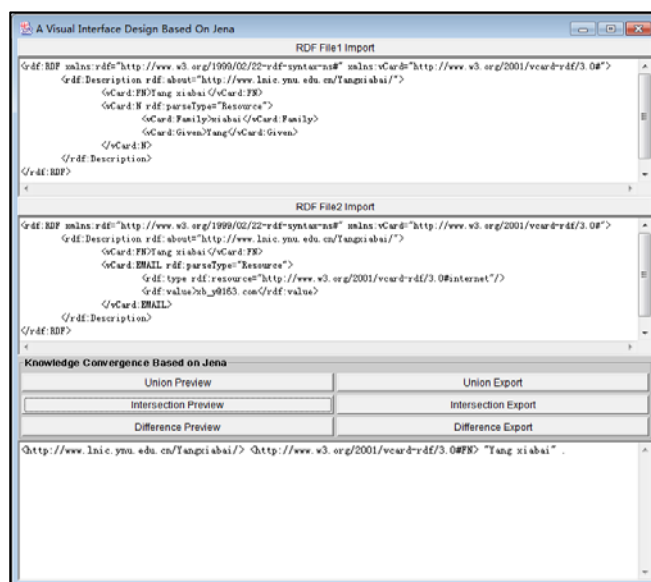 A Visual Interface Design Based On Jena
RDF File1 Import
<rdf:RDF xmlns:rdf="http://www.w3.org/1999/02/22-rdf-syntax-ns#" xmlns:vCard="http://www.w3.org/2001/vcard-rdf/3.0#">
<rdf:Description rdf:about="http://www.lnic.ynu.edu.cn/Yangxiabai/">
<vCard:FN>Yang xiabai</vCard:FN>
<vCard:N rdf:parseType="Resource">
<vCard:Family>xiabai</vCard:Family>
<vCard:Given>Yang</vCard:Given>
</vCard:N>
</rdf:Description>
</rdf:RDF>
RDF File2 Import
<rdf:RDF xmlns:rdf="http://www.w3.org/1999/02/22-rdf-syntax-ns#" xmlns:vCard="http://www.w3.org/2001/vcard-rdf/3.0#">
<rdf:Description rdf:about="http://www.lnic.ynu.edu.cn/Yangxiabai/">
<vCard:FN>Yang xiabai</vCard:FN>
<vCard:EMAIL rdf:parseType="Resource">
<rdf:type rdf:resource="http://www.w3.org/2001/vcard-rdf/3.0#internet"/>
<rdf:value>xb_y@163.com</rdf:value>
</vCard:EMAIL>
</rdf:Description>
</rdf:RDF>
Knowledge Convergence Based on Jena
Union Preview Union Export
Intersection Preview Intersection Export
Difference Preview Difference Export
<http://www.lnic.ynu.edu.cn/Yangxiabai/> <http://www.w3.org/2001/vcard-rdf/3.0#FN> "Yang xiabai" .